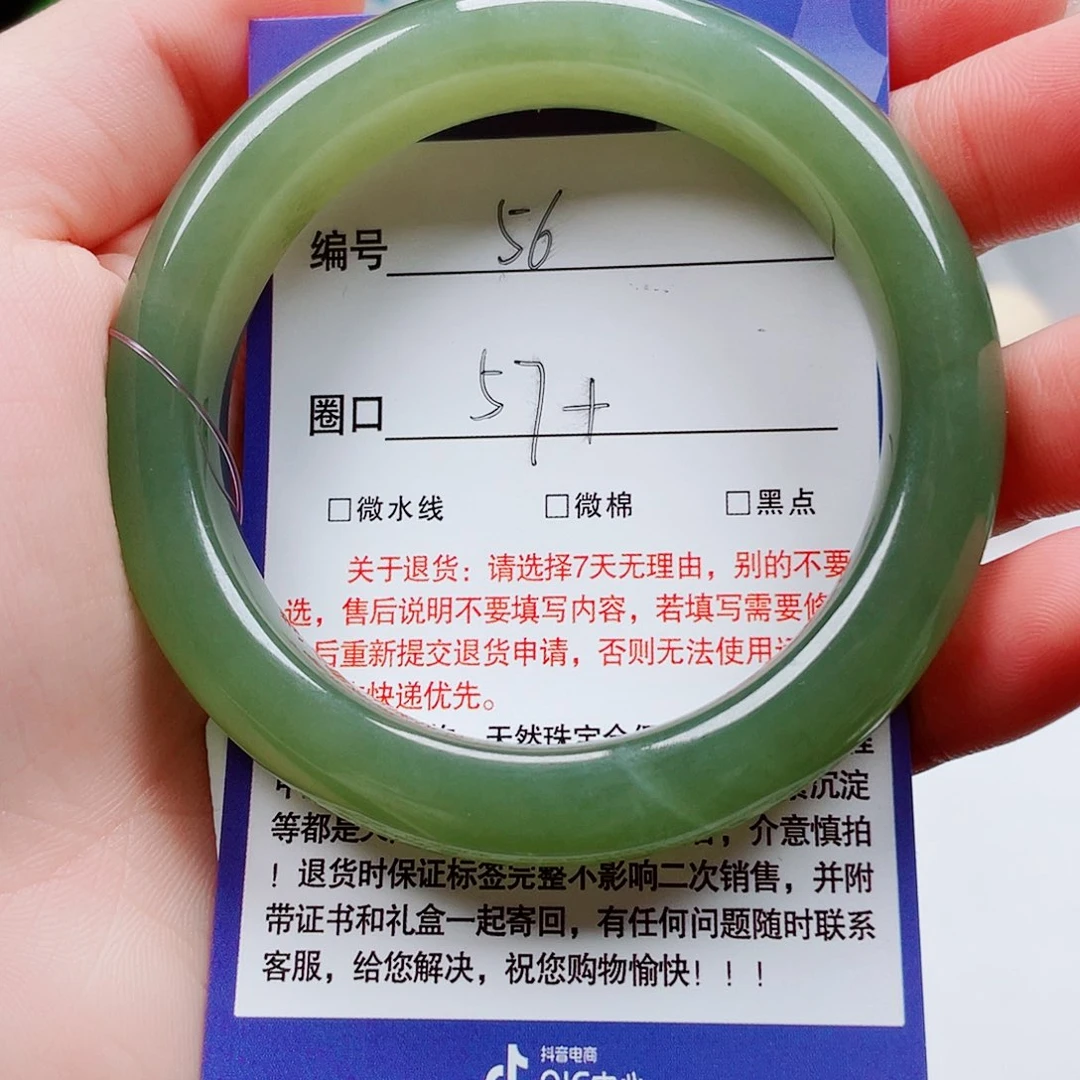 编号 56
圈口 57+
□微水线 □微棉 □黑点
关于退货：请选择7天无理由，别的不要
选，售后说明不要填写内容，若填写需要修
后重新提交退货申请，否则无法使用
快递优先。
天然珠宝会
沉淀
等都是 ，介意慎拍
！退货时保证标签完整不影响二次销售，并附
带证书和礼盒一起寄回，有任何问题随时联系
客服，给您解决，祝您购物愉快！！！
抖音电商